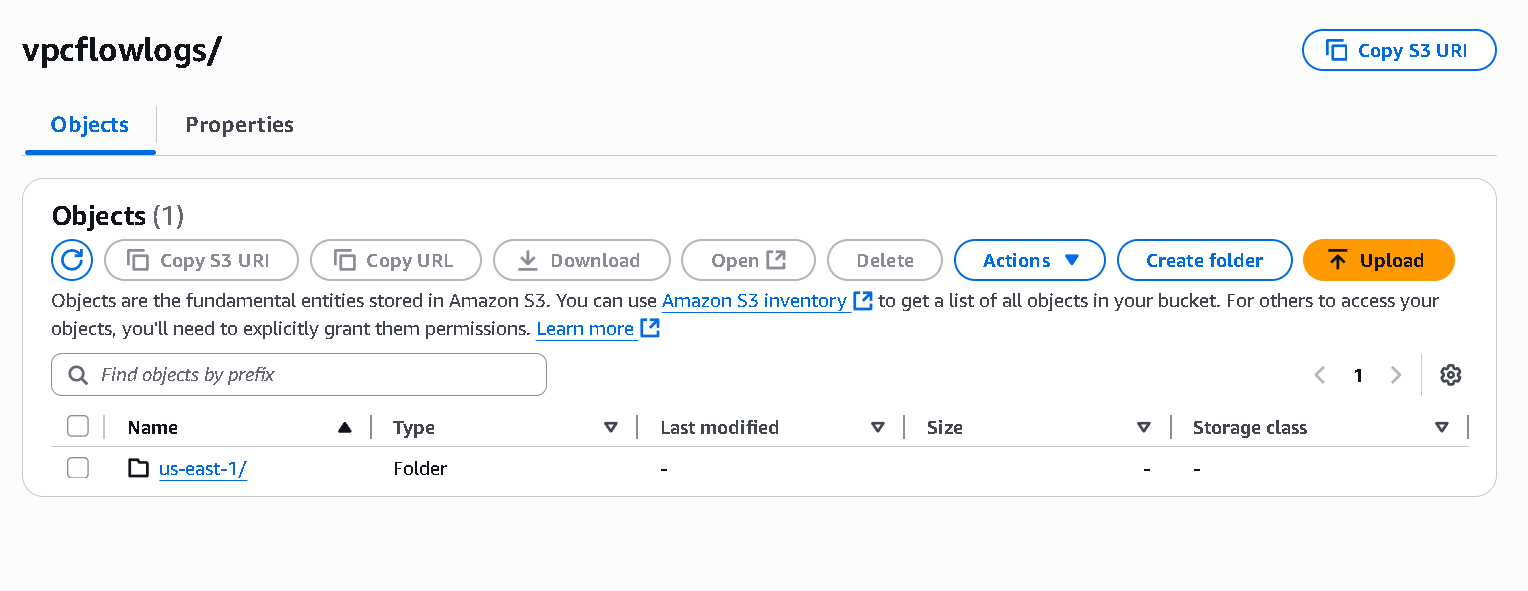 vpcflowlogs/
Copy S3 URI
Objects
Properties
Objects (1)
Copy S3 URI
Copy URL
Download
Open
Delete
Actions
Create folder
Upload
Objects are the fundamental entities stored in Amazon S3. You can use Amazon S3 inventory to get a list of all objects in your bucket. For others to access your
objects, you'll need to explicitly grant them permissions. Learn more
Find objects by prefix
1
Name
Type
Last modified
Size
Storage class
us-east-1/
Folder
-
-
-